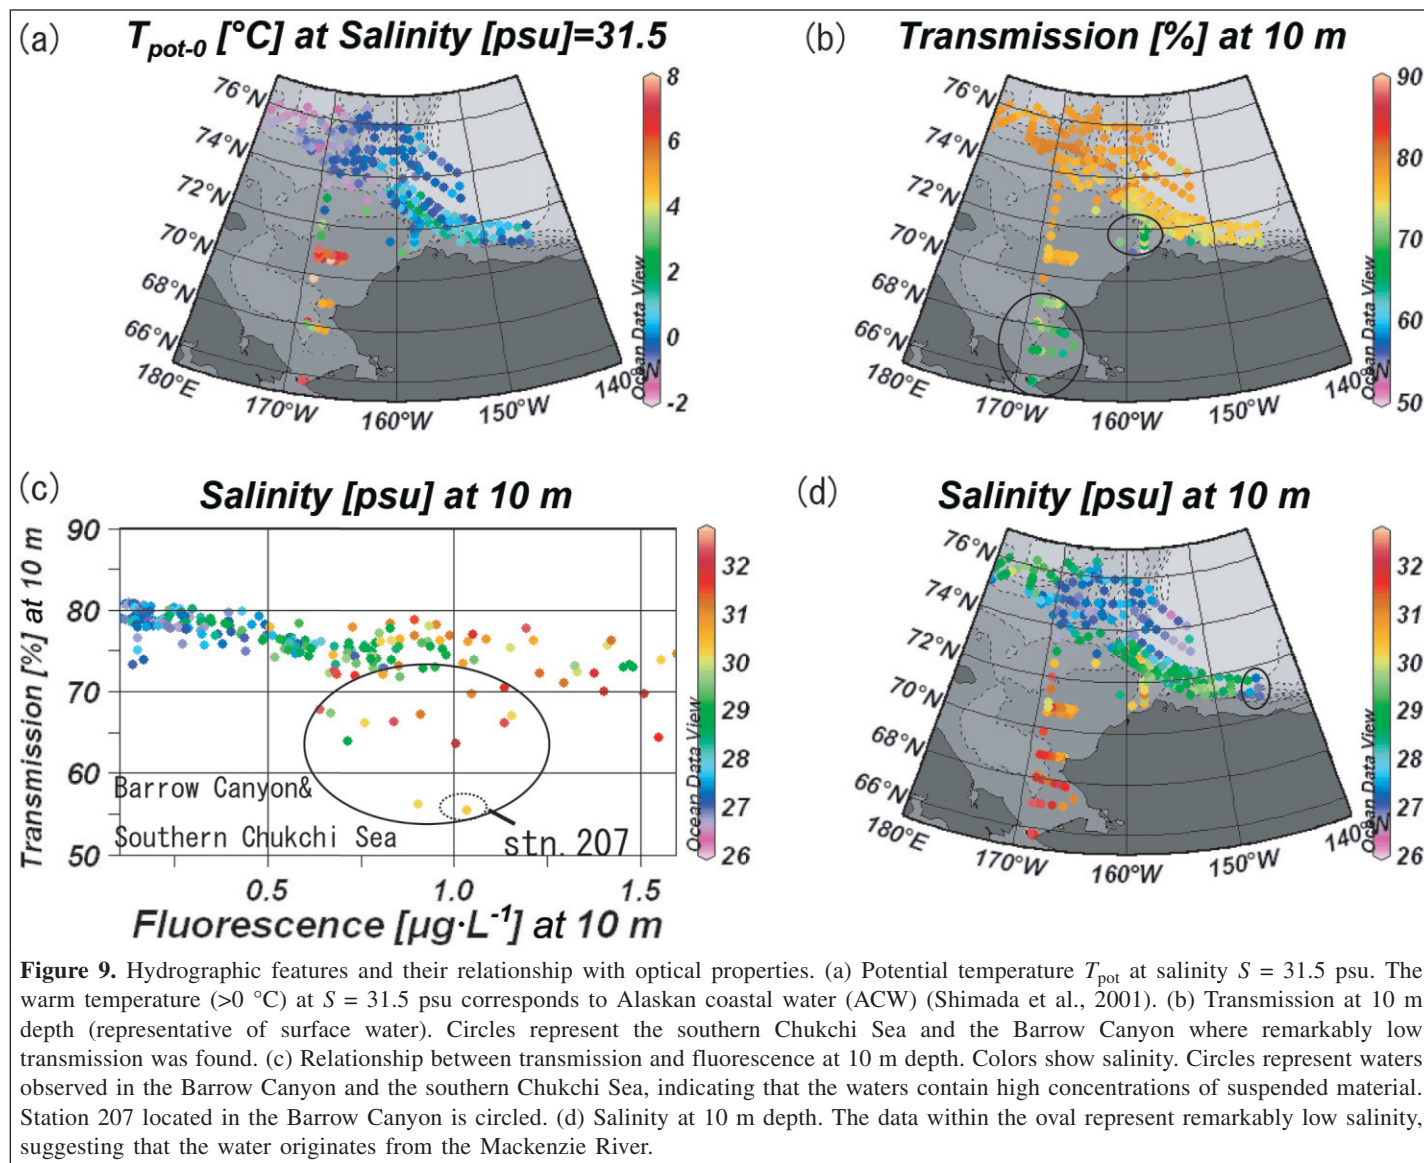 (a)
T_pot-0 [°C] at Salinity [psu]=31.5
76°N
74°N
72°N
70°N
68°N
66°N
180°E
170°W
160°W
150°W
140°
N
8
6
4
2
0
-2
Ocean Data View
(b)
Transmission [%] at 10 m
76°N
74°N
72°N
70°N
68°N
66°N
180°E
170°W
160°W
150°W
140°
N
90
80
70
60
50
Ocean Data View
(c)
Salinity [psu] at 10 m
Transmission [%] at 10 m
90
80
70
60
50
Barrow Canyon&
Southern Chukchi Sea
stn. 207
0.5
1.0
1.5
Fluorescence [µg·L-1] at 10 m
32
31
30
29
28
27
26
Ocean Data View
(d)
Salinity [psu] at 10 m
76°N
74°N
72°N
70°N
68°N
66°N
180°E
170°W
160°W
150°W
140°
32
31
30
29
28
27
26
Ocean Data View
Figure 9. Hydrographic features and their relationship with optical properties. (a) Potential temperature Tpot at salinity S = 31.5 psu. The
warm temperature (>0 °C) at S = 31.5 psu corresponds to Alaskan coastal water (ACW) (Shimada et al., 2001). (b) Transmission at 10 m
depth (representative of surface water). Circles represent the southern Chukchi Sea and the Barrow Canyon where remarkably low
transmission was found. (c) Relationship between transmission and fluorescence at 10 m depth. Colors show salinity. Circles represent waters
observed in the Barrow Canyon and the southern Chukchi Sea, indicating that the waters contain high concentrations of suspended material.
Station 207 located in the Barrow Canyon is circled. (d) Salinity at 10 m depth. The data within the oval represent remarkably low salinity,
suggesting that the water originates from the Mackenzie River.